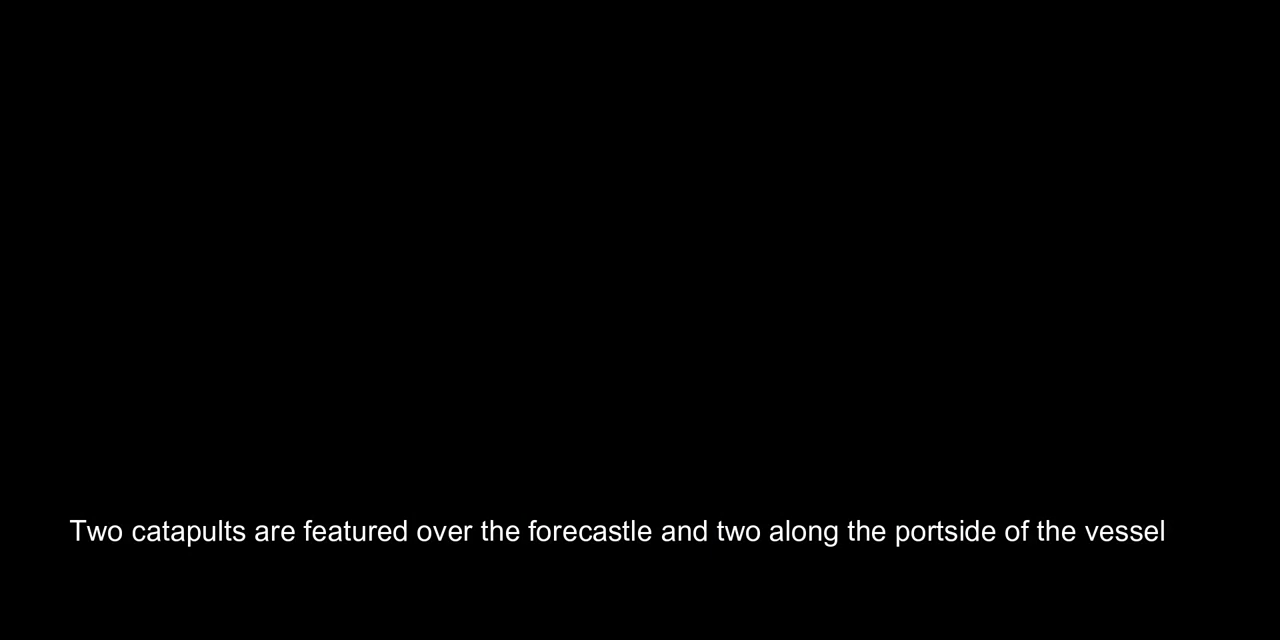 Two catapults are featured over the forecastle and two along the portside of the vessel